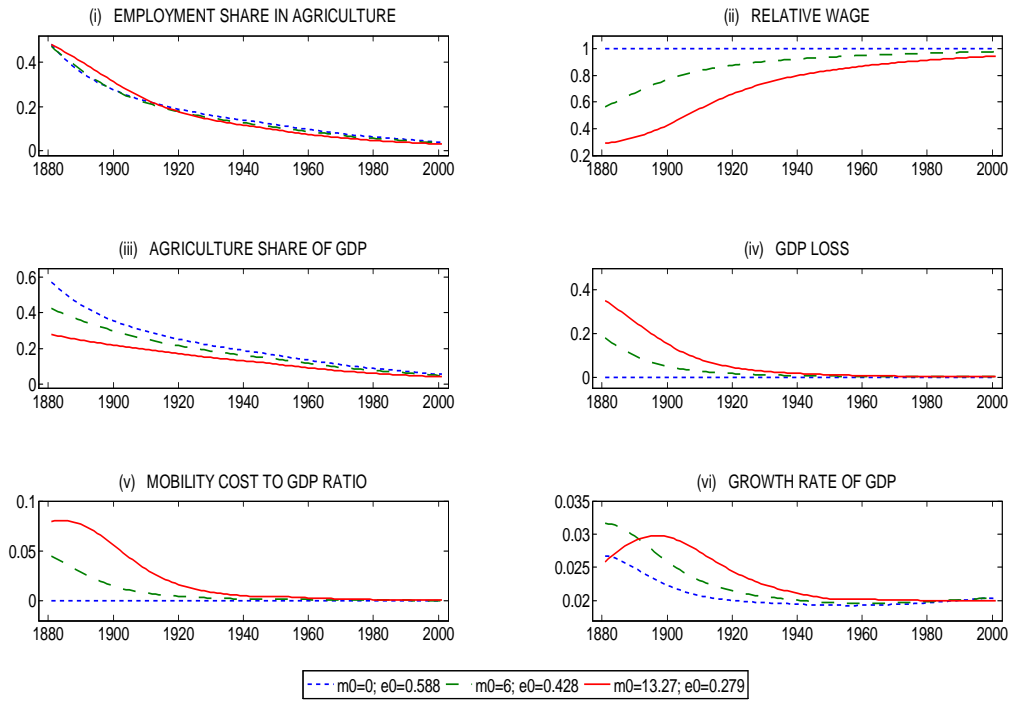 (i) EMPLOYMENT SHARE IN AGRICULTURE
0.4
0.2
0
1880 1900 1920 1940 1960 1980 2000
(ii) RELATIVE WAGE
1
0.8
0.6
0.4
0.2
1880 1900 1920 1940 1960 1980 2000
(iii) AGRICULTURE SHARE OF GDP
0.6
0.4
0.2
0
1880 1900 1920 1940 1960 1980 2000
(iv) GDP LOSS
0.4
0.2
0
1880 1900 1920 1940 1960 1980 2000
(v) MOBILITY COST TO GDP RATIO
0.1
0.05
0
1880 1900 1920 1940 1960 1980 2000
(vi) GROWTH RATE OF GDP
0.035
0.03
0.025
0.02
1880 1900 1920 1940 1960 1980 2000
m0=0; e0=0.588 m0=6; e0=0.428 m0=13.27; e0=0.279